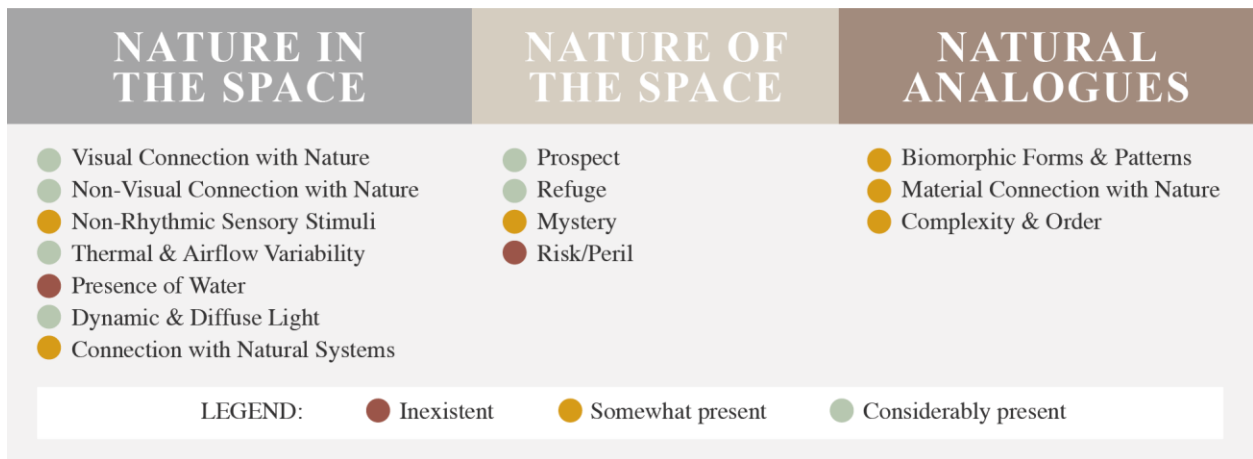 NATURE IN
THE SPACE
NATURE OF
THE SPACE
NATURAL
ANALOGUES
Visual Connection with Nature
Non-Visual Connection with Nature
Non-Rhythmic Sensory Stimuli
Thermal & Airflow Variability
Presence of Water
Dynamic & Diffuse Light
Connection with Natural Systems
Prospect
Refuge
Mystery
Risk/Peril
Biomorphic Forms & Patterns
Material Connection with Nature
Complexity & Order
LEGEND: Inexistent Somewhat present Considerably present